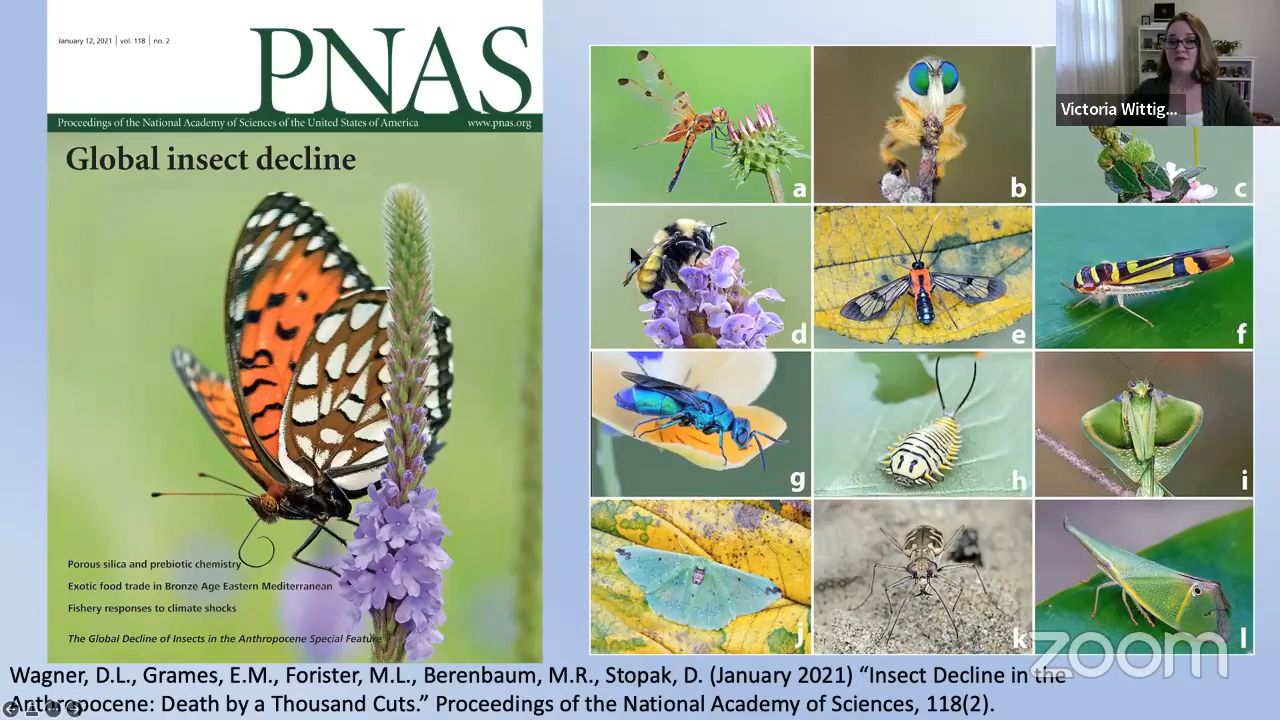 January 12, 2021 | vol. 118 | no. 2
PNAS
Proceedings of the National Academy of Sciences of the United States of America www.pnas.org
Global insect decline
Porous silica and prebiotic chemistry
Exotic food trade in Bronze Age Eastern Mediterranean
Fishery responses to climate shocks
The Global Decline of Insects in the Anthropocene Special Feature
Victoria Wittig...
a
b
c
d
e
f
g
h
i
j
k
l
zoom
Wagner, D.L., Grames, E.M., Forister, M.L., Berenbaum, M.R., Stopak, D. (January 2021) “Insect Decline in the
Anthropocene: Death by a Thousand Cuts.” Proceedings of the National Academy of Sciences, 118(2).